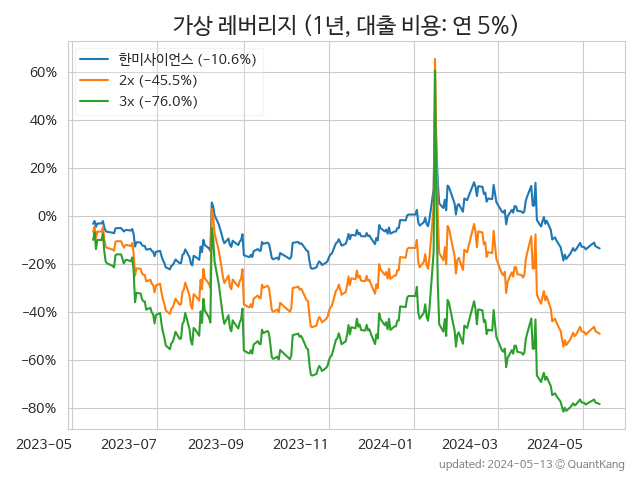 가상 레버리지 (1년, 대출 비용: 연 5%)
한미사이언스 (−10.6%)
2x (−45.5%)
3x (−76.0%)
60%
40%
20%
0%
−20%
−40%
−60%
−80%
2023-05 2023-07 2023-09 2023-11 2024-01 2024-03 2024-05
updated: 2024-05-13 ⓒ QuantKang